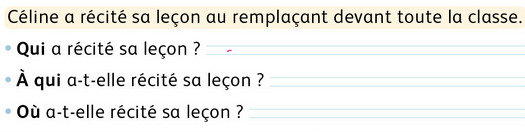 Céline a récité sa leçon au remplaçant devant toute la classe.
• Qui a récité sa leçon ?
• À qui a-t-elle récité sa leçon ?
• Où a-t-elle récité sa leçon ?